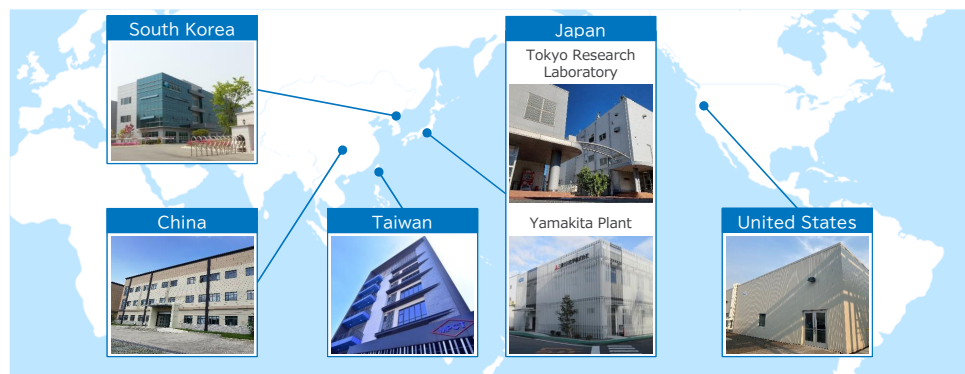 South Korea
Japan
Tokyo Research
Laboratory
China
Taiwan
Yamakita Plant
United States